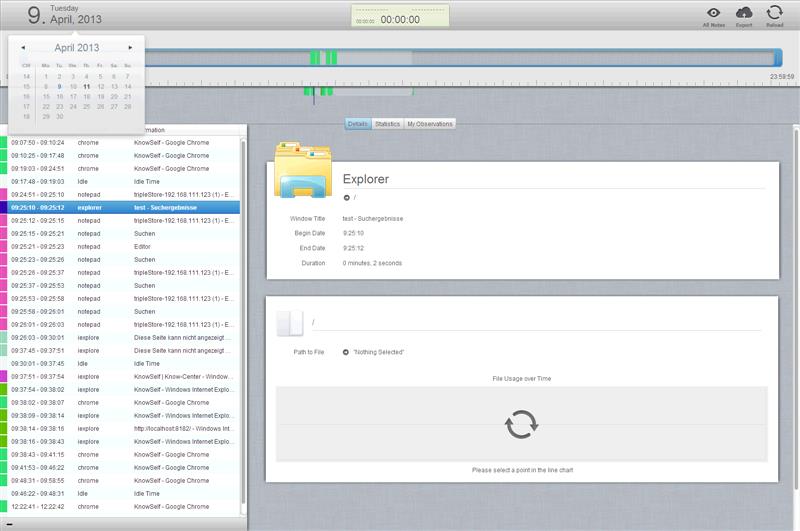 9. Tuesday
April, 2013
00:00:00 00:00:00
All Notes Export Reload
April 2013
CW Mo Tu We Th Fr Sa Su
14 1 2 3 4 5 6 7
15 8 9 10 11 12 13 14
16 15 16 17 18 19 20 21
17 22 23 24 25 26 27 28
18 29 30
23:59:59
Details Statistics My Observations
ormation
09:07:50 - 09:10:24 chrome KnowSelf - Google Chrome
09:10:25 - 09:17:48 chrome KnowSelf - Google Chrome
09:19:03 - 09:24:51 chrome KnowSelf - Google Chrome
09:17:48 - 09:19:03 Idle Idle Time
09:24:51 - 09:25:10 notepad tripleStore-192.168.111.123 (1) - E...
09:25:10 - 09:25:12 explorer test - Suchergebnisse
09:25:12 - 09:25:15 notepad tripleStore-192.168.111.123 (1) - E...
09:25:15 - 09:25:21 notepad Suchen
09:25:21 - 09:25:23 notepad Editor
09:25:23 - 09:25:26 notepad Suchen
09:25:26 - 09:25:37 notepad tripleStore-192.168.111.123 (1) - E...
09:25:37 - 09:25:53 notepad Suchen
09:25:53 - 09:25:58 notepad tripleStore-192.168.111.123 (1) - E...
09:25:58 - 09:26:01 notepad Suchen
09:26:01 - 09:26:03 notepad tripleStore-192.168.111.123 (1) - E...
09:26:03 - 09:30:01 iexplore Diese Seite kann nicht angezeigt ...
09:37:45 - 09:37:51 iexplore Diese Seite kann nicht angezeigt ...
09:30:01 - 09:37:45 Idle Idle Time
09:37:51 - 09:37:54 iexplore KnowSelf | Know-Center - Window...
09:37:54 - 09:38:02 iexplore KnowSelf - Windows Internet Explo...
09:38:02 - 09:38:07 chrome KnowSelf - Google Chrome
09:38:09 - 09:38:14 iexplore KnowSelf - Windows Internet Explo...
09:38:14 - 09:38:16 iexplore http://localhost:8182/ - Windows Int...
09:38:16 - 09:38:43 iexplore KnowSelf - Windows Internet Explo...
09:38:43 - 09:41:15 chrome KnowSelf - Google Chrome
09:41:53 - 09:46:22 chrome KnowSelf - Google Chrome
09:48:31 - 09:58:55 chrome KnowSelf - Google Chrome
09:46:22 - 09:48:31 Idle Idle Time
12:22:41 - 12:22:42 chrome KnowSelf - Google Chrome
Explorer
/
Window Title test - Suchergebnisse
Begin Date 9:25:10
End Date 9:25:12
Duration 0 minutes, 2 seconds
/
Path to File "Nothing Selected"
File Usage over Time
Please select a point in the line chart